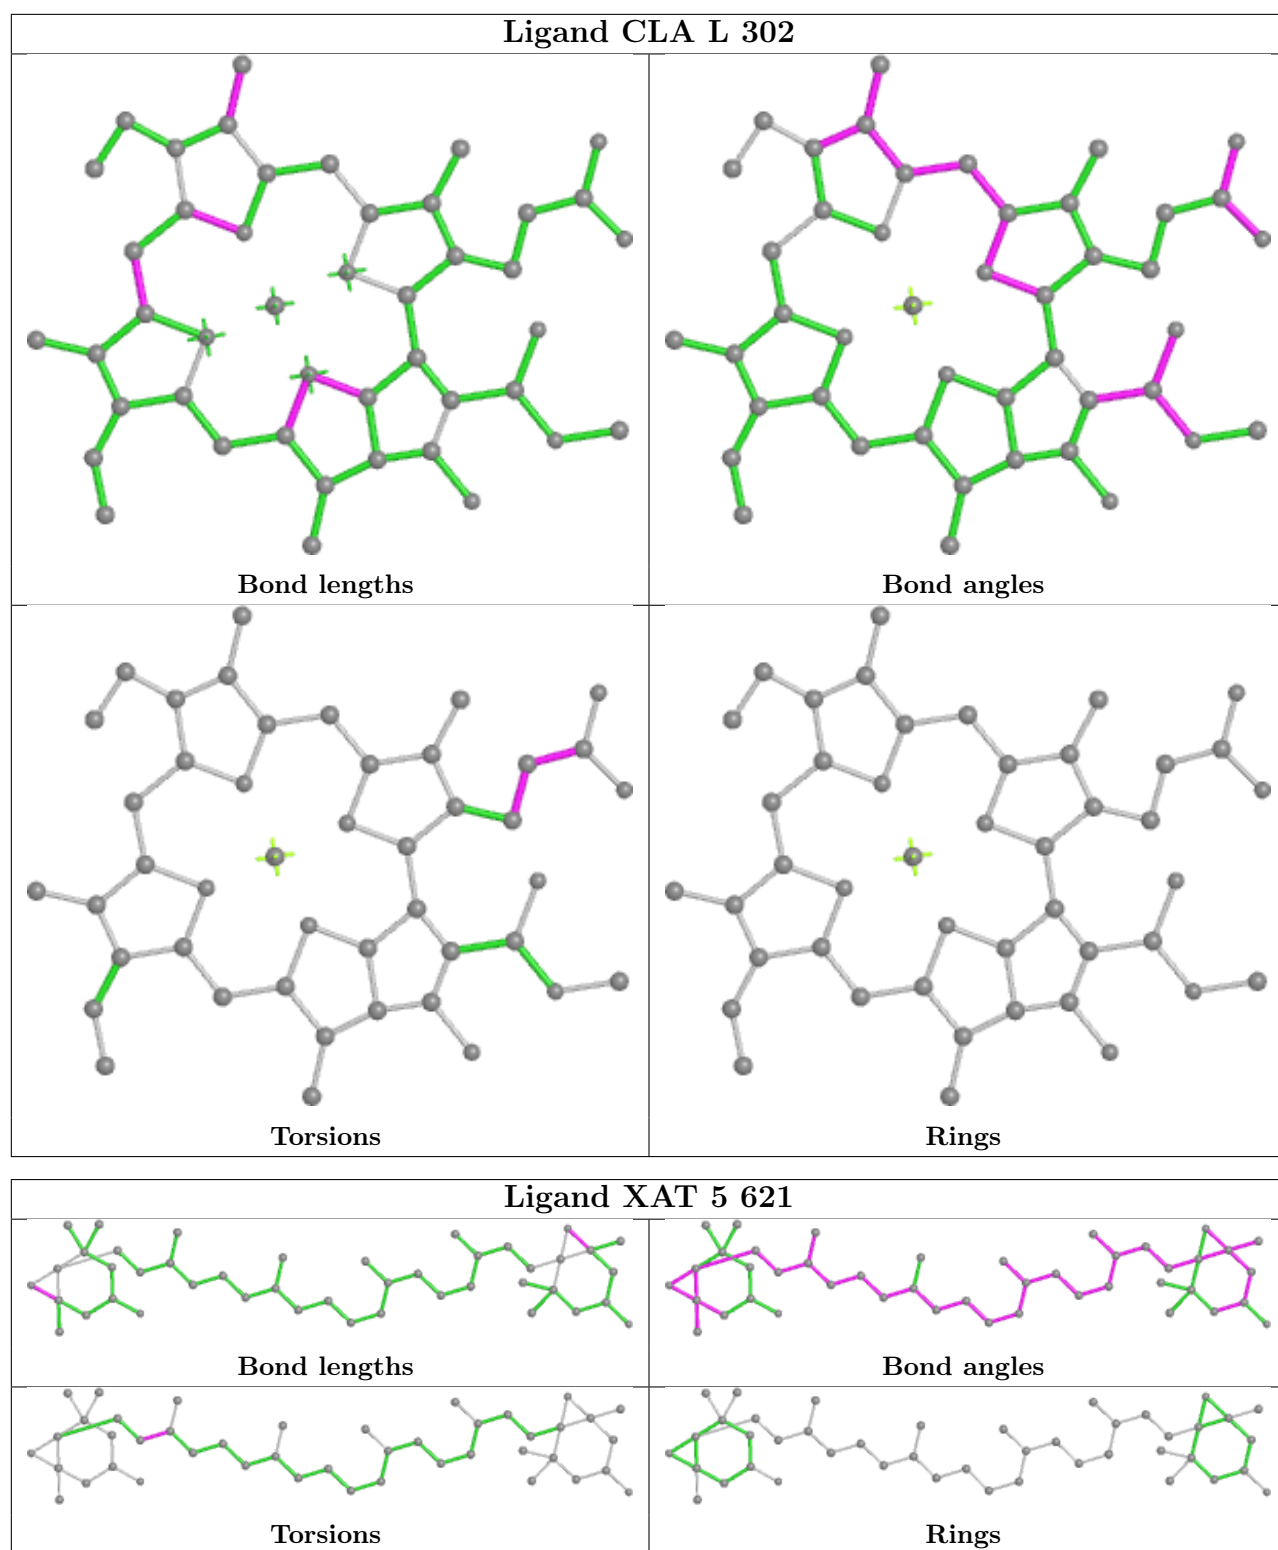 Ligand CLA L 302
Bond lengths
Bond angles
Torsions
Rings
Ligand XAT 5 621
Bond lengths
Bond angles
Torsions
Rings